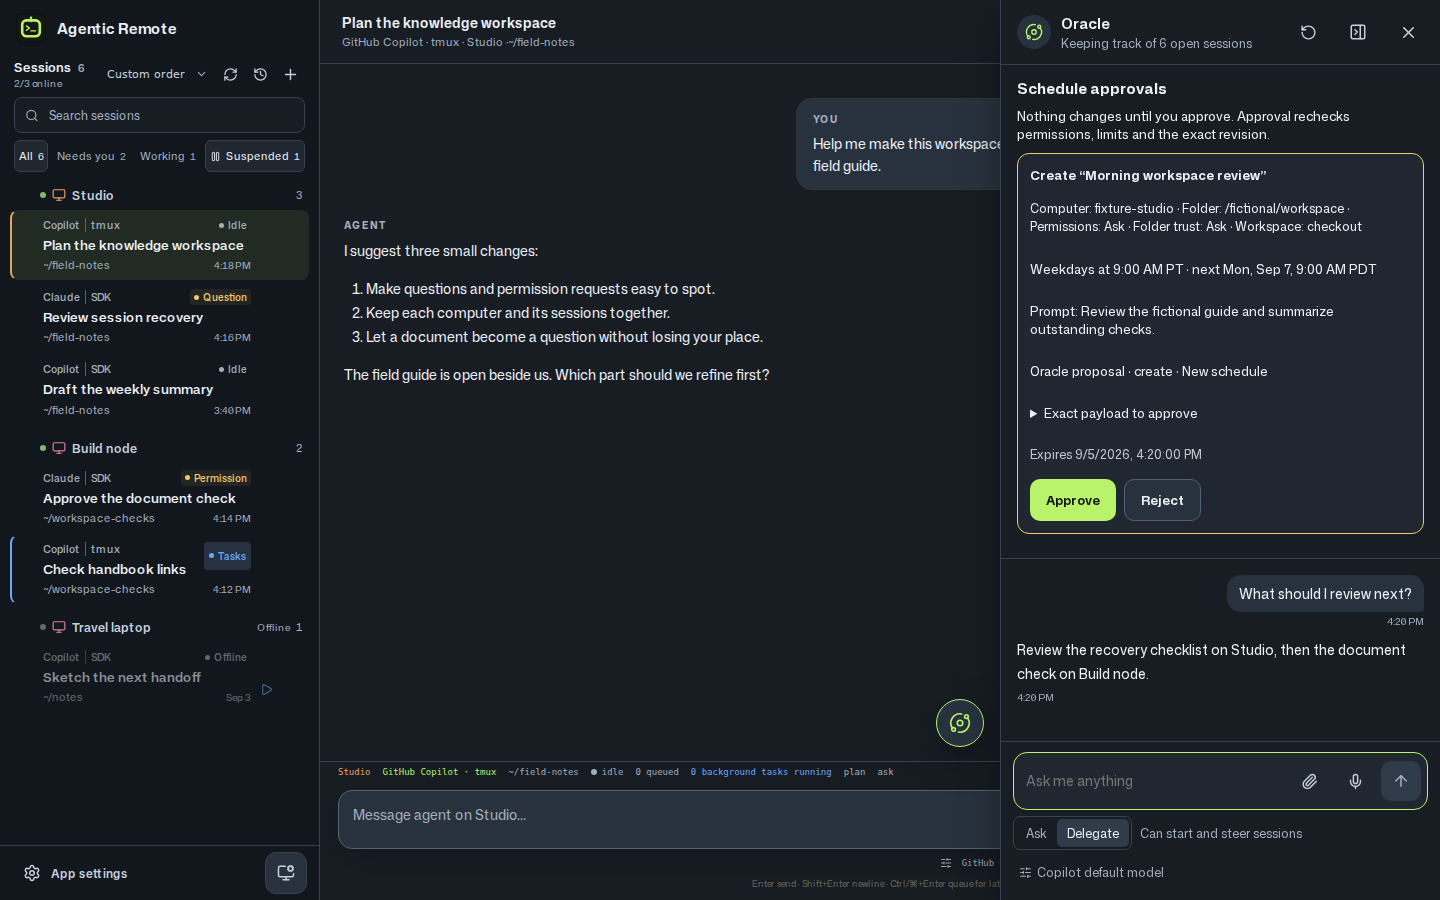 Agentic Remote
Sessions 6
2/3 online
Custom order
Search sessions
All 6
Needs you 2
Working 1
Suspended 1
Studio 3
Copilot | tmux
Idle
Plan the knowledge workspace
~/field-notes 4:18 PM
Claude | SDK
Question
Review session recovery
~/field-notes 4:16 PM
Copilot | SDK
Idle
Draft the weekly summary
~/field-notes 3:40 PM
Build node 2
Claude | SDK
Permission
Approve the document check
~/workspace-checks 4:14 PM
Copilot | tmux
Tasks
Check handbook links
~/workspace-checks 4:12 PM
Travel laptop Offline 1
Copilot | SDK
Offline
Sketch the next handoff
~/notes Sep 3
App settings
Plan the knowledge workspace
GitHub Copilot · tmux · Studio ·~/field-notes
YOU
Help me make this workspace
field guide.
AGENT
I suggest three small changes:
1. Make questions and permission requests easy to spot.
2. Keep each computer and its sessions together.
3. Let a document become a question without losing your place.
The field guide is open beside us. Which part should we refine first?
Studio GitHub Copilot · tmux ~/field-notes idle 0 queued 0 background tasks running plan ask
Message agent on Studio...
GitHub
Enter send · Shift+Enter newline · Ctrl/⌘+Enter queue for lat
Oracle
Keeping track of 6 open sessions
Schedule approvals
Nothing changes until you approve. Approval rechecks
permissions, limits and the exact revision.
Create “Morning workspace review”
Computer: fixture-studio · Folder: /fictional/workspace ·
Permissions: Ask · Folder trust: Ask · Workspace: checkout
Weekdays at 9:00 AM PT · next Mon, Sep 7, 9:00 AM PDT
Prompt: Review the fictional guide and summarize
outstanding checks.
Oracle proposal · create · New schedule
Exact payload to approve
Expires 9/5/2026, 4:20:00 PM
Approve
Reject
What should I review next?
4:20 PM
Review the recovery checklist on Studio, then the document
check on Build node.
4:20 PM
Ask me anything
Ask
Delegate
Can start and steer sessions
Copilot default model